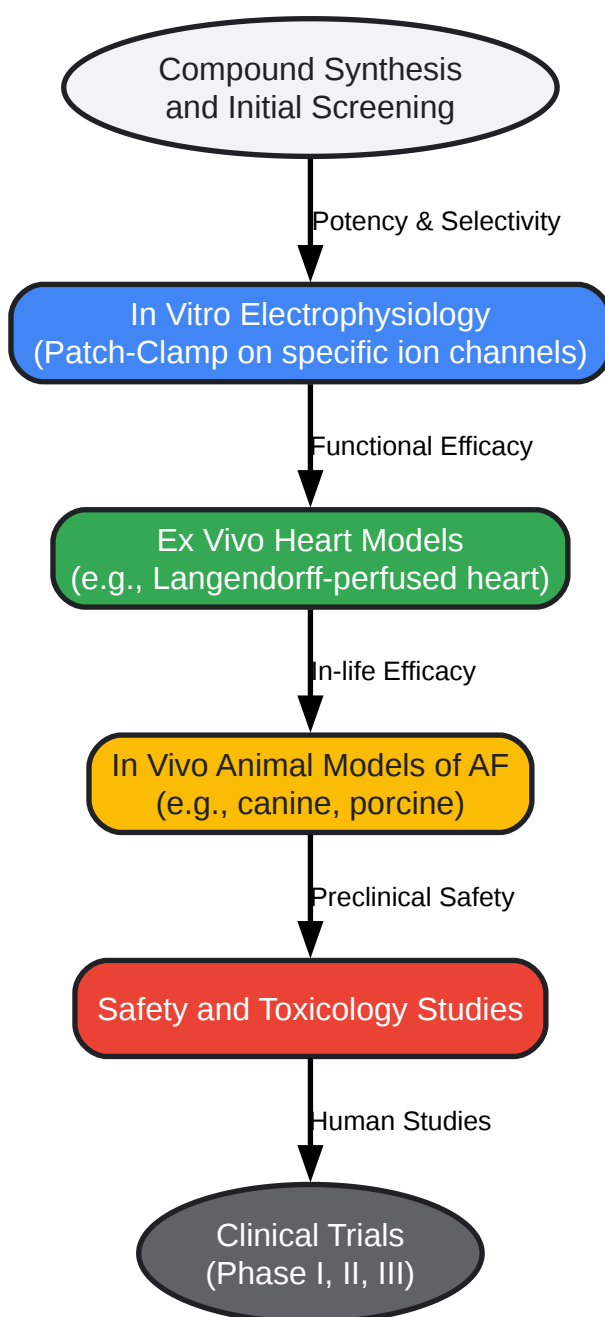 Compound Synthesis
and Initial Screening
Potency & Selectivity
In Vitro Electrophysiology
(Patch-Clamp on specific ion channels)
Functional Efficacy
Ex Vivo Heart Models
(e.g., Langendorff-perfused heart)
In-life Efficacy
In Vivo Animal Models of AF
(e.g., canine, porcine)
Preclinical Safety
Safety and Toxicology Studies
Human Studies
Clinical Trials
(Phase I, II, III)